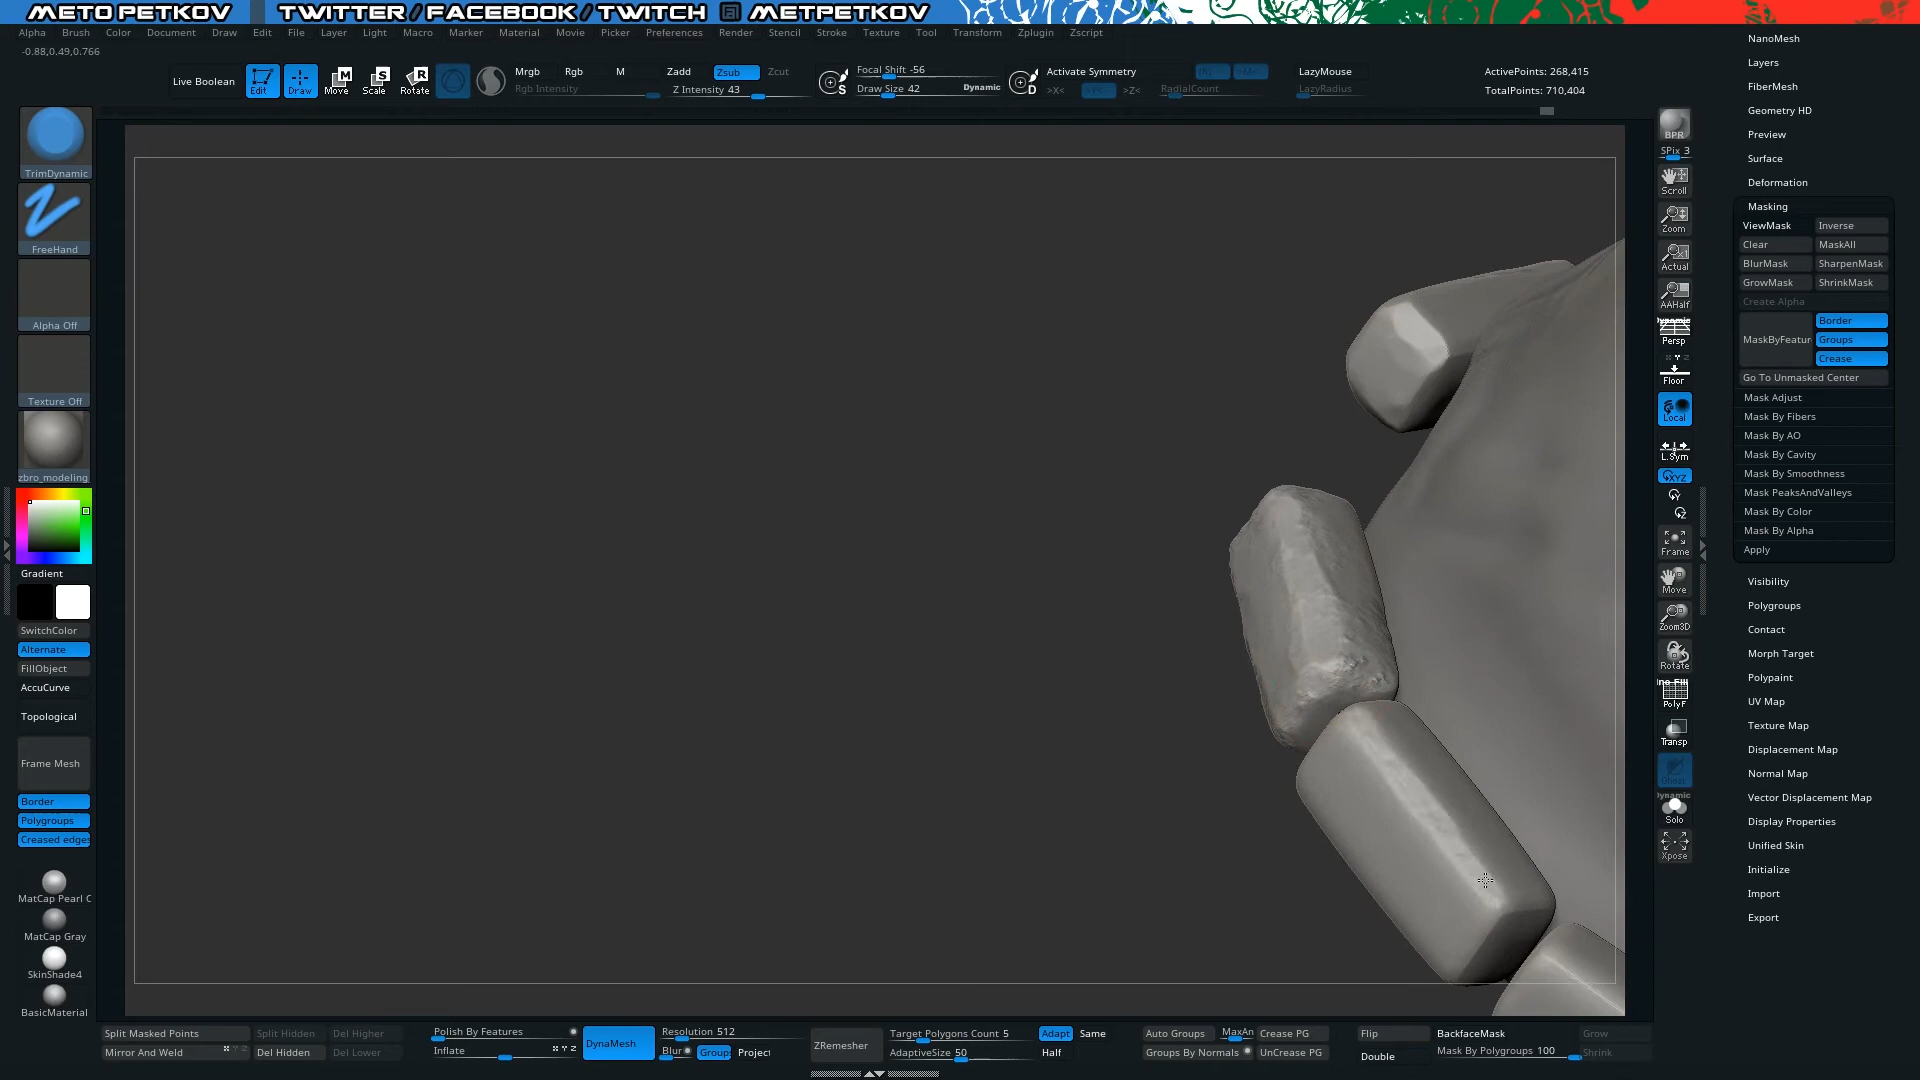 METO PETKOV TWITTER / FACEBOOK / TWITCH @ METPETKOV
Alpha Brush Color Document Draw Edit File Layer Light Macro Marker Material Movie Picker Preferences Render Stencil Stroke Texture Tool Transform Zplugin Zscript
-0.88,0.49,0.766
Live Boolean
Edit
Draw
Move
Scale
Rotate
Mrgb Rgb M
Rgb Intensity
Zadd Zsub Zcut
Z Intensity 43
Focal Shift -56
Draw Size 42 Dynamic
Activate Symmetry
>X< >Y< >Z< RadialCount
>M<
LazyMouse
LazyRadius
ActivePoints: 268,415
TotalPoints: 710,404
TrimDynamic
FreeHand
Alpha Off
Texture Off
zbro_modeling
Gradient
SwitchColor
Alternate
FillObject
AccuCurve
Topological
Frame Mesh
Border
Polygroups
Creased edges
MatCap Pearl C
MatCap Gray
SkinShade4
BasicMaterial
BPR
SPix 3
Scroll
Zoom
Actual
AAHalf
Dynamic
Persp
Floor
Local
L.Sym
XYZ
Y
Z
Frame
Move
Zoom3D
Rotate
PolyF
Transp
Ghost
Dynamic
Solo
Xpose
NanoMesh
Layers
FiberMesh
Geometry HD
Preview
Surface
Deformation
Masking
ViewMask Inverse
Clear MaskAll
BlurMask SharpenMask
GrowMask ShrinkMask
Create Alpha
MaskByFeatur
Border
Groups
Crease
Go To Unmasked Center
Mask Adjust
Mask By Fibers
Mask By AO
Mask By Cavity
Mask By Smoothness
Mask PeaksAndValleys
Mask By Color
Mask By Alpha
Apply
Visibility
Polygroups
Contact
Morph Target
Polypaint
UV Map
Texture Map
Displacement Map
Normal Map
Vector Displacement Map
Display Properties
Unified Skin
Initialize
Import
Export
Split Masked Points Split Hidden Del Higher
Mirror And Weld Del Hidden Del Lower
Polish By Features
Inflate
DynaMesh
Resolution 512
Blur Groups Project
ZRemesher
Target Polygons Count 5
AdaptiveSize 50
Adapt Same
Half
Auto Groups MaxAn Crease PG
Groups By Normals UnCrease PG
Flip BackfaceMask Grow
Double Mask By Polygroups 100 Shrink